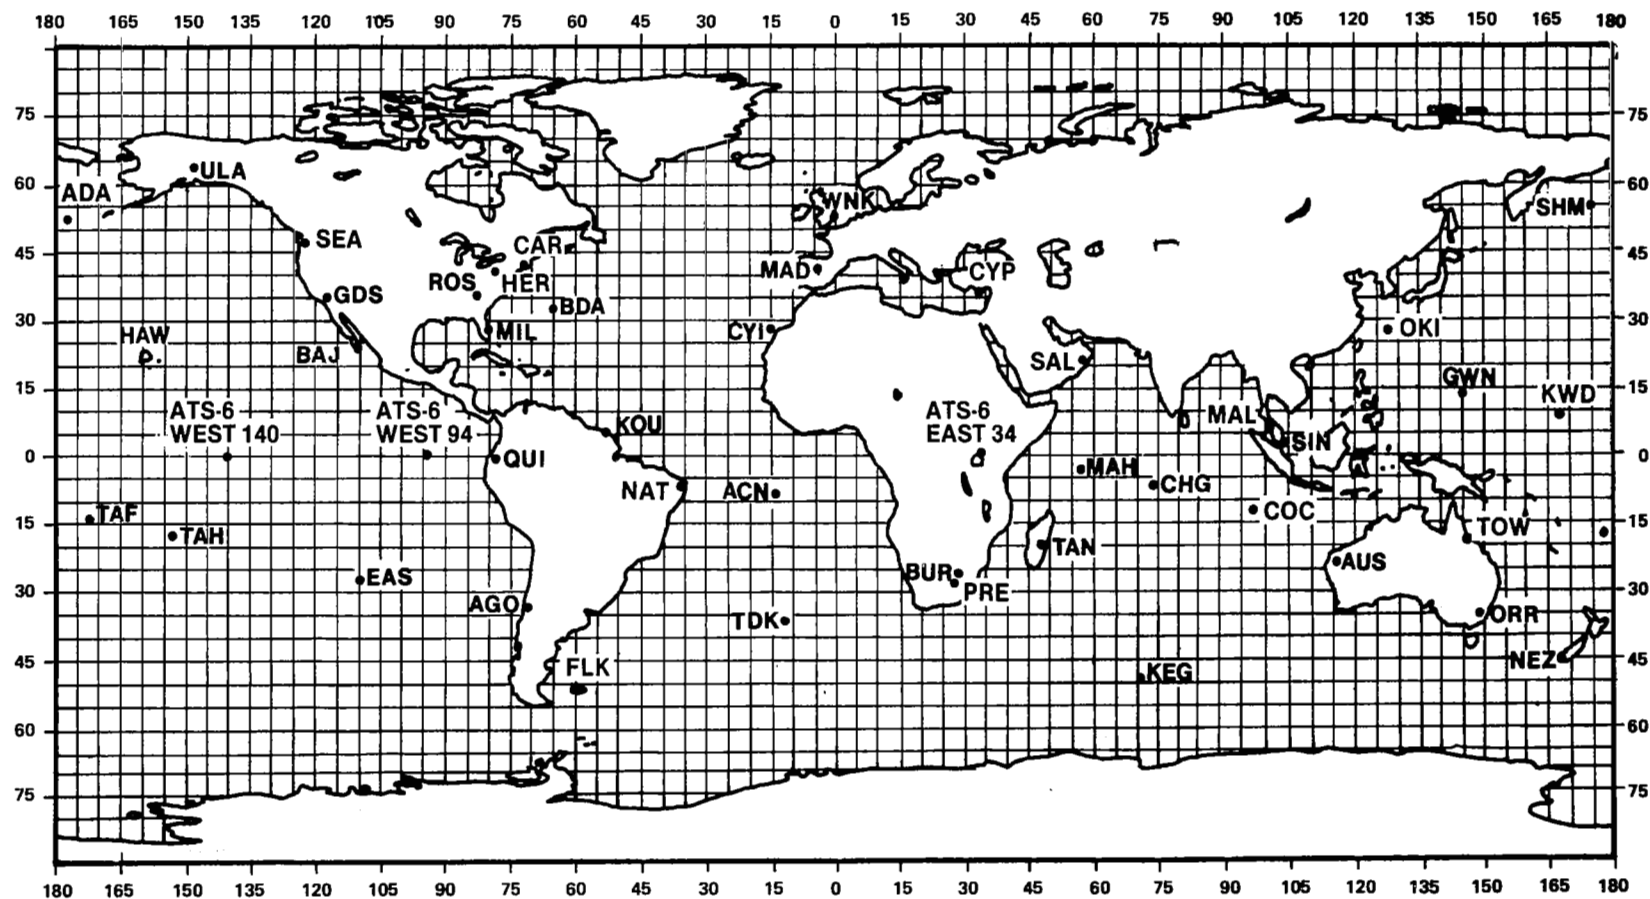 180 165 150 135 120 105 90 75 60 45 30 15 0 15 30 45 60 75 90 105 120 135 150 165 180
75 75
ULA
60 ADA WNK 60
SHM
SEA
45 CAR 45
MAD CYP
ROS HER
GDS BDA
30 HAW MIL CYI OKI 30
BAJ SAL
GWN
15 KWD 15
ATS-6 ATS-6 ATS-6 MAL
WEST 140 WEST 94 KOU EAST 34
SIN
0 QUI MAH 0
NAT ACN CHG
TAF COC
15 TAH TOW 15
TAN
AUS
EAS BUR
30 AGO PRE 30
TDK ORR
45 FLK NEZ 45
KEG
60 60
75 75
180 165 150 135 120 105 90 75 60 45 30 15 0 15 30 45 60 75 90 105 120 135 150 165 180